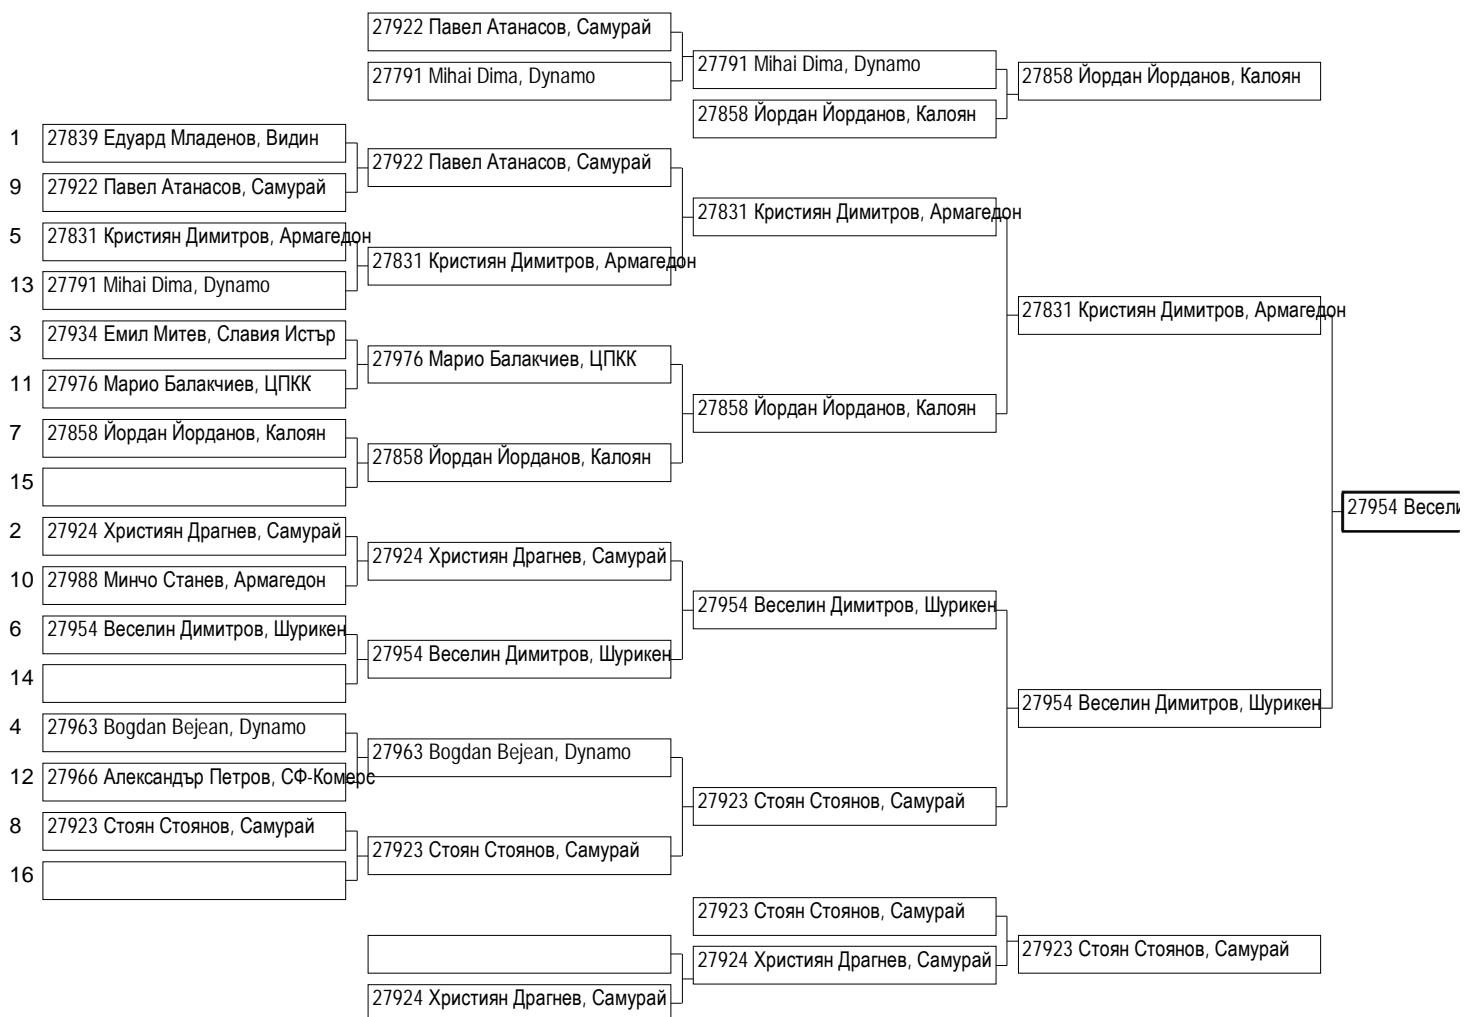 27922 Павел Атанасов, Самурай
27791 Mihai Dima, Dynamo
27791 Mihai Dima, Dynamo
27858 Йордан Йорданов, Калоян
27858 Йордан Йорданов, Калоян
1 27839 Едуард Младенов, Видин
9 27922 Павел Атанасов, Самурай
5 27831 Кристиян Димитров, Армагедон
13 27791 Mihai Dima, Dynamo
3 27934 Емил Митев, Славия Истър
11 27976 Марио Балакчиев, ЦПКК
7 27858 Йордан Йорданов, Калоян
15
2 27924 Християн Драгнев, Самурай
10 27988 Минчо Станев, Армагедон
6 27954 Веселин Димитров, Шурикен
14
4 27963 Bogdan Bejean, Dynamo
12 27966 Александър Петров, СФ-Комерс
8 27923 Стоян Стоянов, Самурай
16
27922 Павел Атанасов, Самурай
27831 Кристиян Димитров, Армагедон
27976 Марио Балакчиев, ЦПКК
27858 Йордан Йорданов, Калоян
27924 Християн Драгнев, Самурай
27954 Веселин Димитров, Шурикен
27963 Bogdan Bejean, Dynamo
27923 Стоян Стоянов, Самурай
27831 Кристиян Димитров, Армагедон
27858 Йордан Йорданов, Калоян
27954 Веселин Димитров, Шурикен
27923 Стоян Стоянов, Самурай
27831 Кристиян Димитров, Армагедон
27954 Веселин Димитров, Шурикен
27954 Весели
27923 Стоян Стоянов, Самурай
27924 Християн Драгнев, Самурай
27923 Стоян Стоянов, Самурай
27924 Християн Драгнев, Самурай